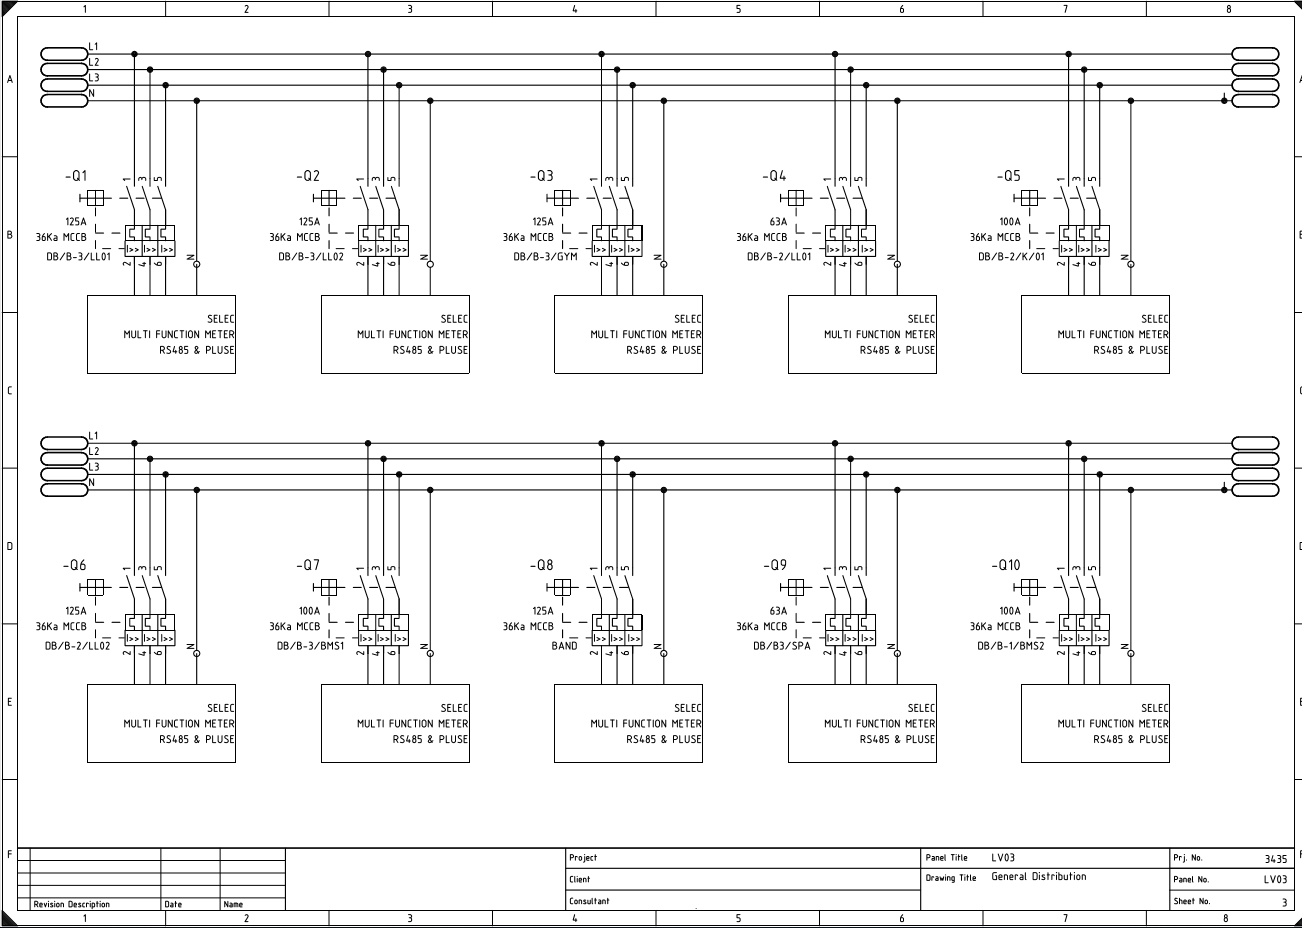 1 2 3 4 5 6 7 8
A A
L1
L2
L3
N
-Q1 1 3 5
125A
36Ka MCCB
DB/B-3/LL01
I>> I>> I>>
2 4 6 N
SELEC
MULTI FUNCTION METER
RS485 & PLUSE
-Q2 1 3 5
125A
36Ka MCCB
DB/B-3/LL02
I>> I>> I>>
2 4 6 N
SELEC
MULTI FUNCTION METER
RS485 & PLUSE
-Q3 1 3 5
125A
36Ka MCCB
DB/B-3/GYM
I>> I>> I>>
2 4 6 N
SELEC
MULTI FUNCTION METER
RS485 & PLUSE
-Q4 1 3 5
63A
36Ka MCCB
DB/B-2/LL01
I>> I>> I>>
2 4 6 N
SELEC
MULTI FUNCTION METER
RS485 & PLUSE
-Q5 1 3 5
100A
36Ka MCCB
DB/B-2/K/01
I>> I>> I>>
2 4 6 N
SELEC
MULTI FUNCTION METER
RS485 & PLUSE
B B
C C
L1
L2
L3
N
D D
-Q6 1 3 5
125A
36Ka MCCB
DB/B-2/LL02
I>> I>> I>>
2 4 6 N
SELEC
MULTI FUNCTION METER
RS485 & PLUSE
-Q7 1 3 5
100A
36Ka MCCB
DB/B-3/BMS1
I>> I>> I>>
2 4 6 N
SELEC
MULTI FUNCTION METER
RS485 & PLUSE
-Q8 1 3 5
125A
36Ka MCCB
BAND
I>> I>> I>>
2 4 6 N
SELEC
MULTI FUNCTION METER
RS485 & PLUSE
-Q9 1 3 5
63A
36Ka MCCB
DB/B3/SPA
I>> I>> I>>
2 4 6 N
SELEC
MULTI FUNCTION METER
RS485 & PLUSE
-Q10 1 3 5
100A
36Ka MCCB
DB/B-1/BMS2
I>> I>> I>>
2 4 6 N
SELEC
MULTI FUNCTION METER
RS485 & PLUSE
E E
F F
Revision Description Date Name
Project
Client
Consultant
Panel Title LV03
Drawing Title General Distribution
Prj. No. 3435
Panel No. LV03
Sheet No. 3
1 2 3 4 5 6 7 8